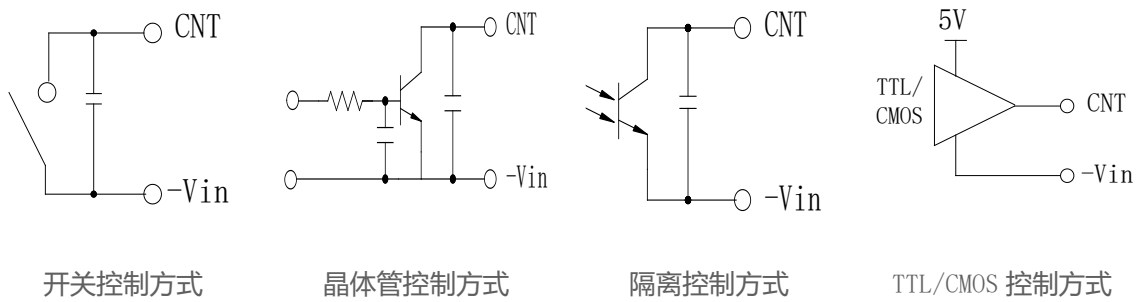 CNT
-Vin
开关控制方式
CNT
-Vin
晶体管控制方式
CNT
-Vin
隔离控制方式
5V
TTL/
CMOS
CNT
-Vin
TTL/CMOS 控制方式